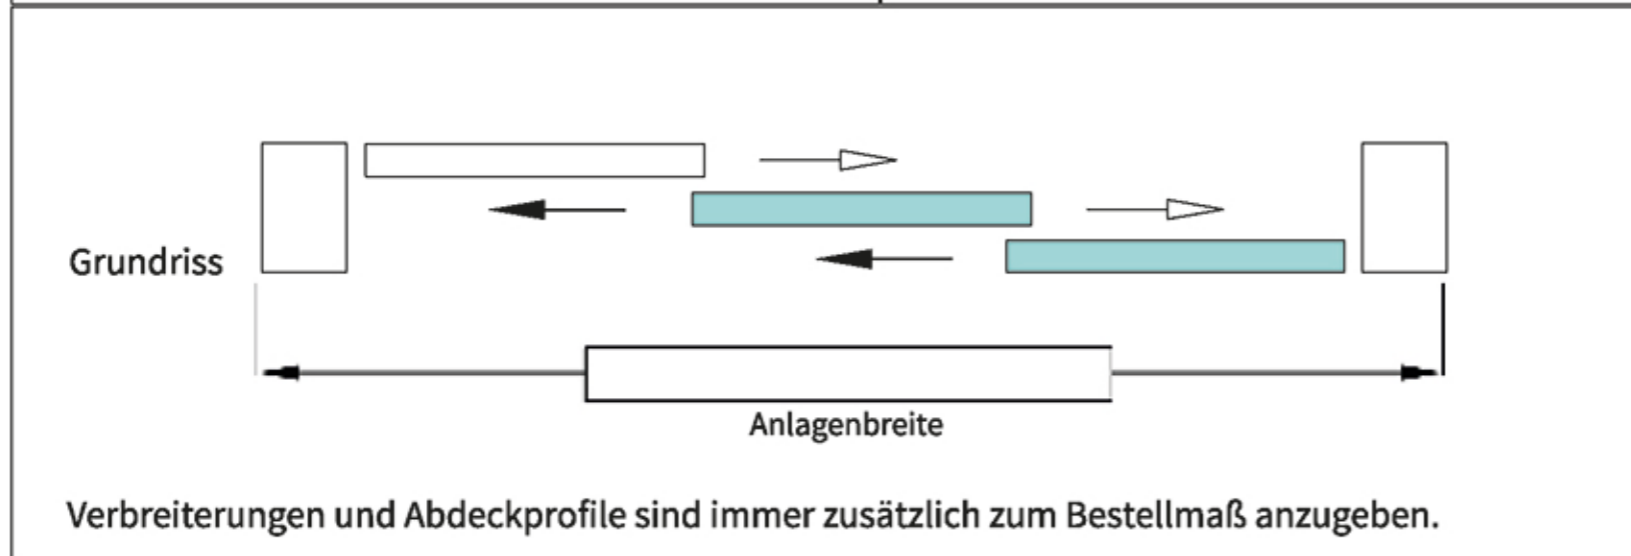 Grundriss
Anlagenbreite
Verbreiterungen und Abdeckprofile sind immer zusätzlich zum Bestellmaß anzugeben.